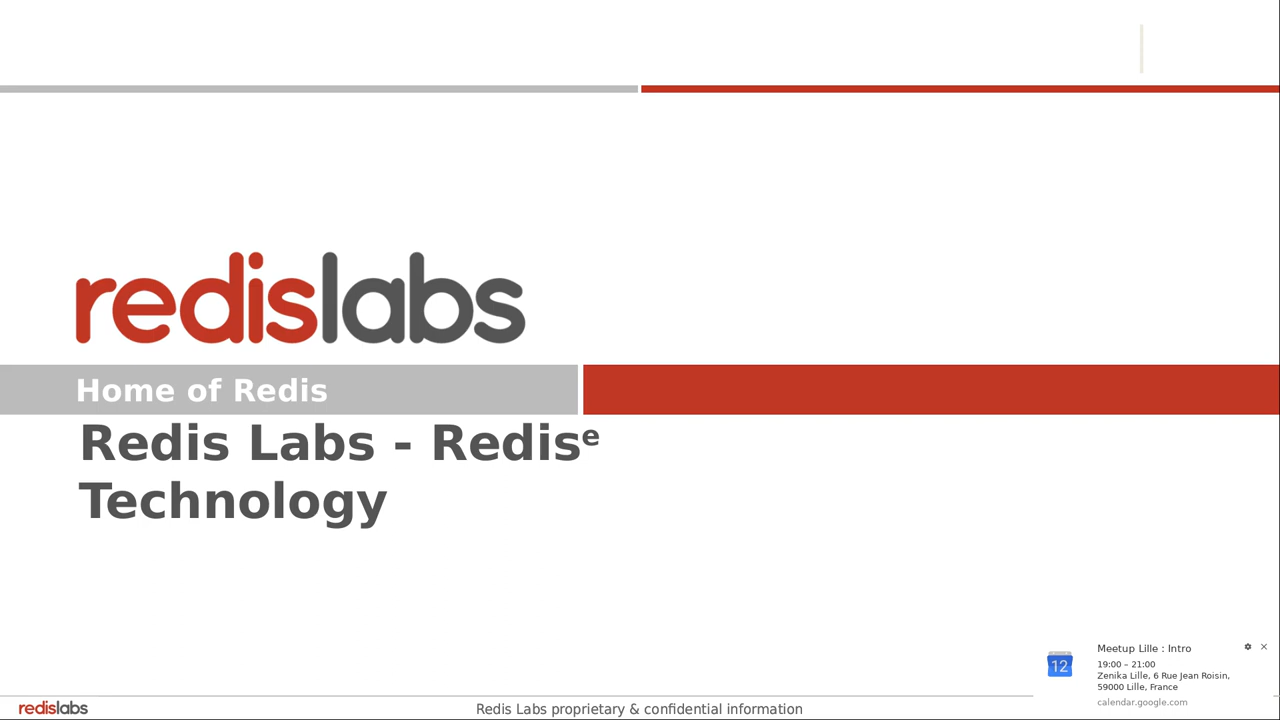 redislabs
Home of Redis
Redis Labs - Redisᵉ
Technology
12
Meetup Lille : Intro
19:00 – 21:00
Zenika Lille, 6 Rue Jean Roisin,
59000 Lille, France
calendar.google.com
redislabs
Redis Labs proprietary & confidential information